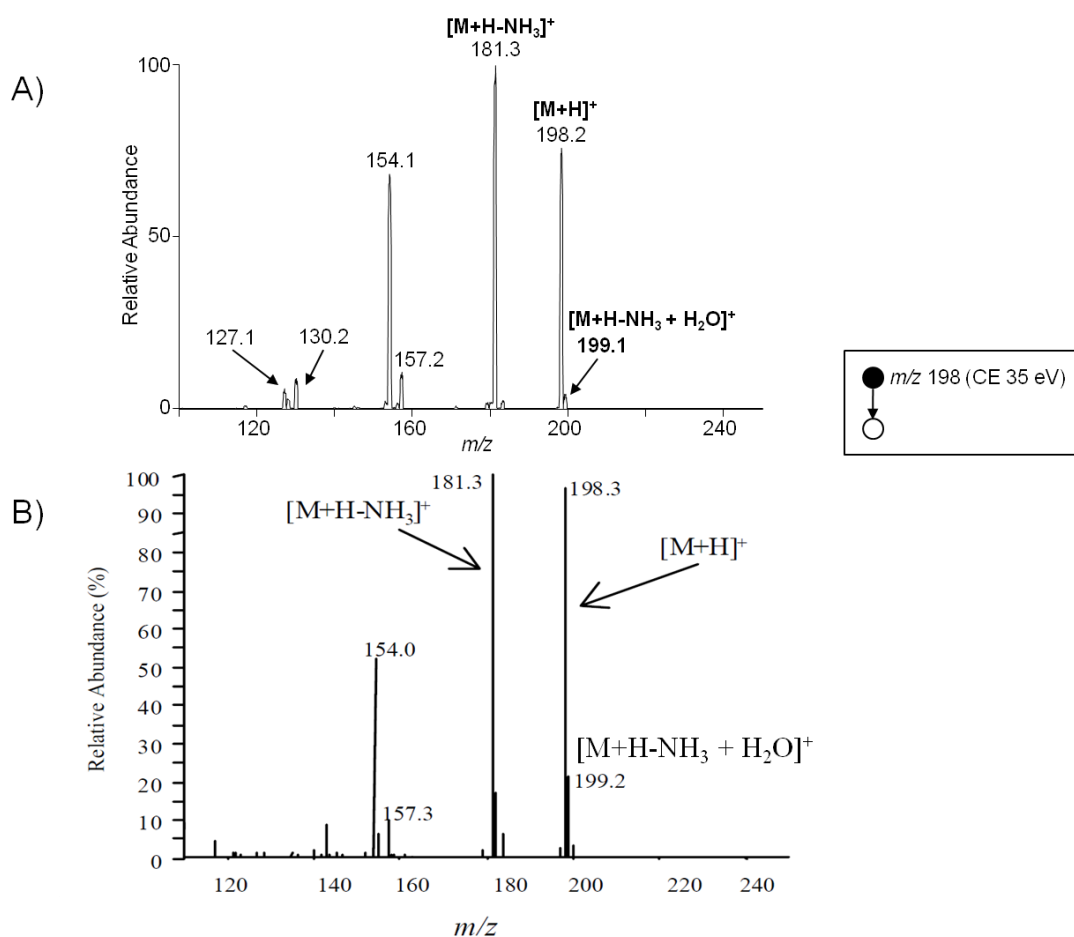 A)
[M+H-NH₃]⁺
181.3
100
[M+H]⁺
198.2
154.1
Relative Abundance
50
[M+H-NH₃ + H₂O]⁺
199.1
127.1
130.2
157.2
0
120
160
200
240
m/z
m/z 198 (CE 35 eV)
B)
100
90
80
70
60
50
40
30
20
10
0
Relative Abundance (%)
181.3
198.3
[M+H-NH₃]⁺
[M+H]⁺
154.0
[M+H-NH₃ + H₂O]⁺
199.2
157.3
120
160
180
200
220
240
m/z